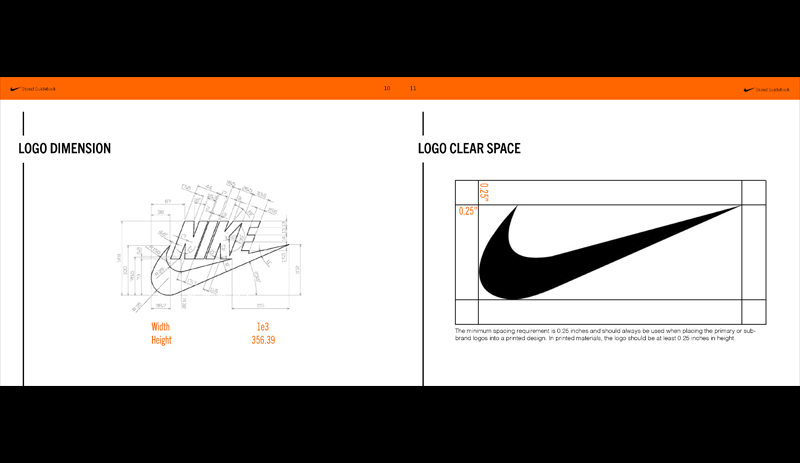 Brand Guidebook
10
11
Brand Guidebook
LOGO DIMENSION
NIKE
Width 1e3
Height 356.39
LOGO CLEAR SPACE
0.25"
0.25"
The minimum spacing requirement is 0.25 inches and should always be used when placing the primary or sub-
brand logos into a printed design. In printed materials, the logo should be at least 0.25 inches in height.